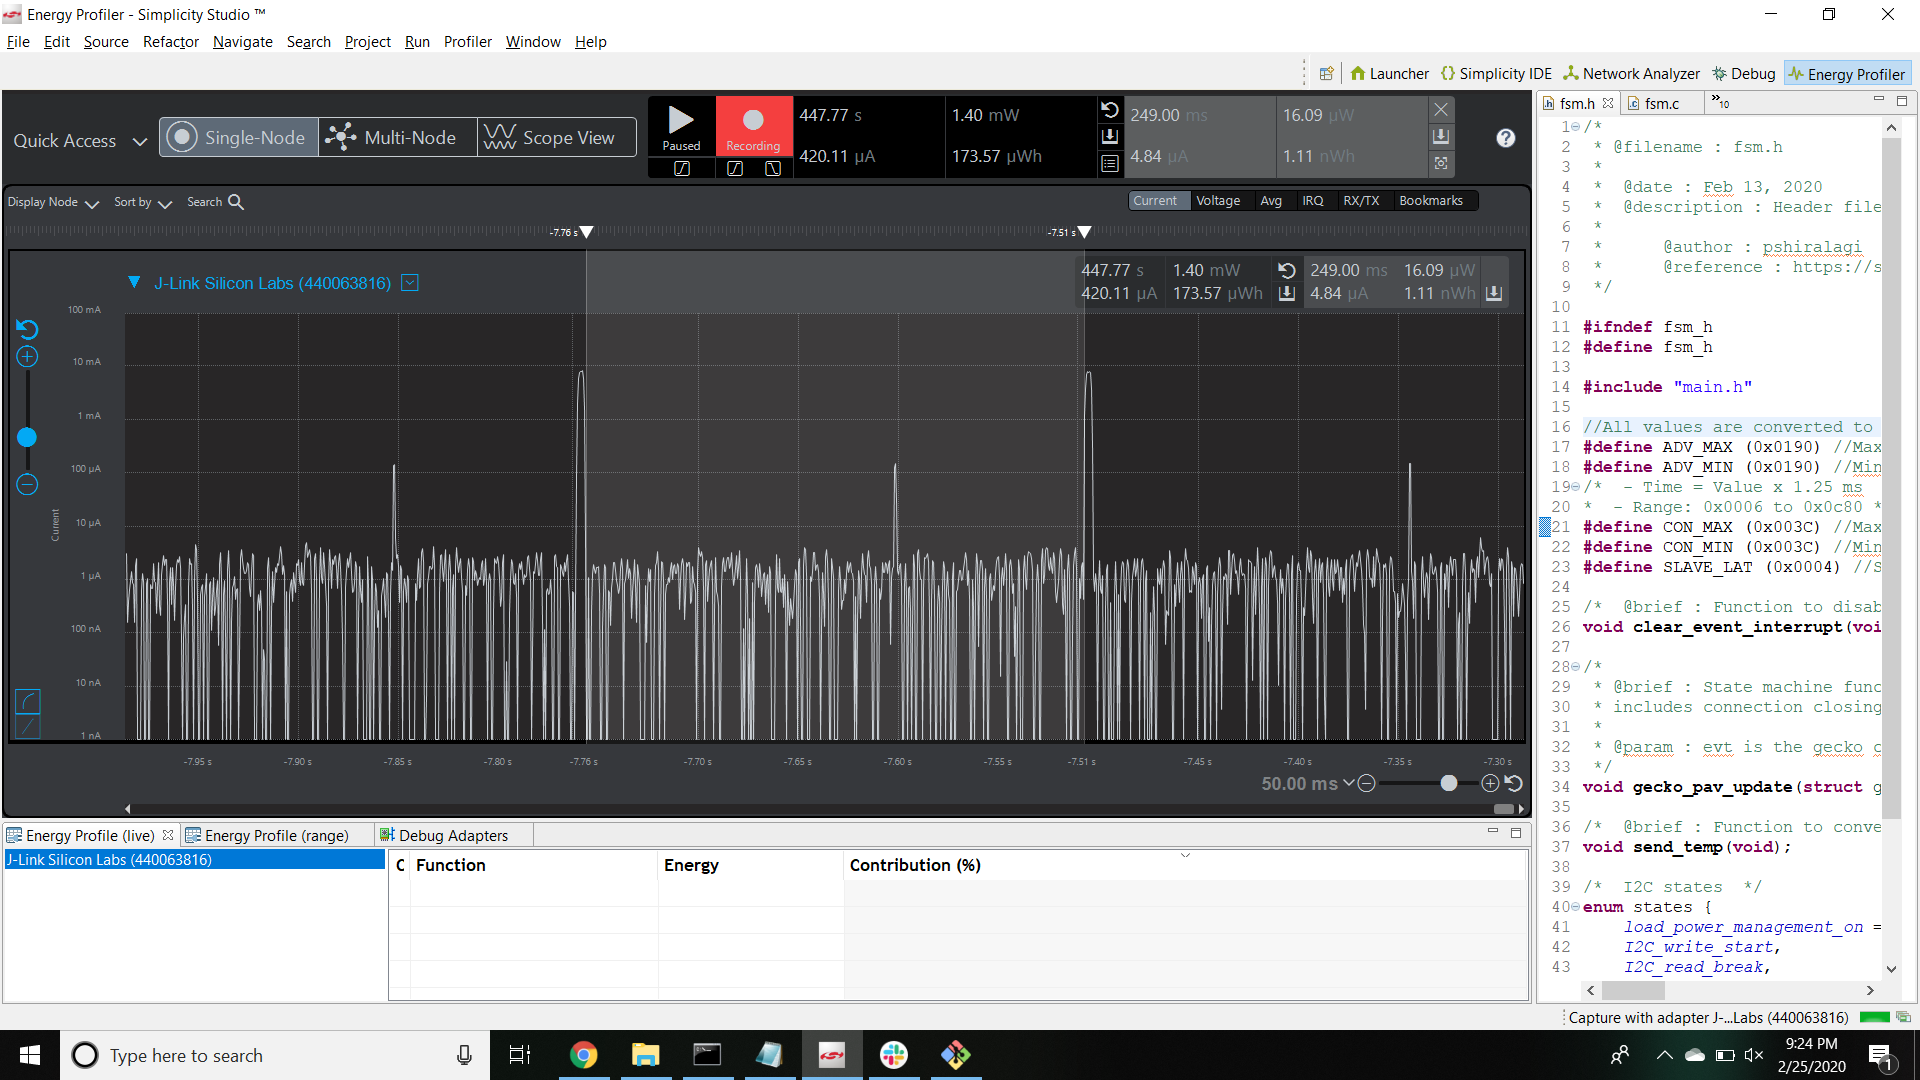 Energy Profiler - Simplicity Studio ™
File Edit Source Refactor Navigate Search Project Run Profiler Window Help
Launcher Simplicity IDE Network Analyzer Debug Energy Profiler
Quick Access Single-Node Multi-Node Scope View
Paused Recording
447.77 s 1.40 mW
420.11 µA 173.57 µWh
249.00 ms 16.09 µW
4.84 µA 1.11 nWh
Display Node Sort by Search
Current Voltage Avg IRQ RX/TX Bookmarks
-7.76 s -7.51 s
J-Link Silicon Labs (440063816)
447.77 s 1.40 mW 249.00 ms 16.09 µW
420.11 µA 173.57 µWh 4.84 µA 1.11 nWh
100 mA
10 mA
1 mA
100 µA
10 µA
1 µA
100 nA
10 nA
1 nA
Current
-7.95 s -7.90 s -7.85 s -7.80 s -7.76 s -7.70 s -7.65 s -7.60 s -7.55 s -7.51 s -7.45 s -7.40 s -7.35 s -7.30 s
50.00 ms
Energy Profile (live) Energy Profile (range) Debug Adapters
J-Link Silicon Labs (440063816)
C Function Energy Contribution (%)
fsm.h fsm.c »10
1 /*
2 * @filename : fsm.h
3 *
4 * @date : Feb 13, 2020
5 * @description : Header file
6 *
7 * @author : pshiralagi
8 * @reference : https://s
9 */
10
11 #ifndef fsm_h
12 #define fsm_h
13
14 #include "main.h"
15
16 //All values are converted to
17 #define ADV_MAX (0x0190) //Max
18 #define ADV_MIN (0x0190) //Min
19 /* - Time = Value x 1.25 ms
20 * - Range: 0x0006 to 0x0c80 *
21 #define CON_MAX (0x003C) //Max
22 #define CON_MIN (0x003C) //Min
23 #define SLAVE_LAT (0x0004) //S
24
25 /* @brief : Function to disab
26 void clear_event_interrupt(voi
27
28 /*
29 * @brief : State machine func
30 * includes connection closing
31 *
32 * @param : evt is the gecko c
33 */
34 void gecko_pav_update(struct g
35
36 /* @brief : Function to conve
37 void send_temp(void);
38
39 /* I2C states */
40 enum states {
41 load_power_management_on =
42 I2C_write_start,
43 I2C_read_break,
Capture with adapter J-...Labs (440063816)
Type here to search
9:24 PM
2/25/2020
1